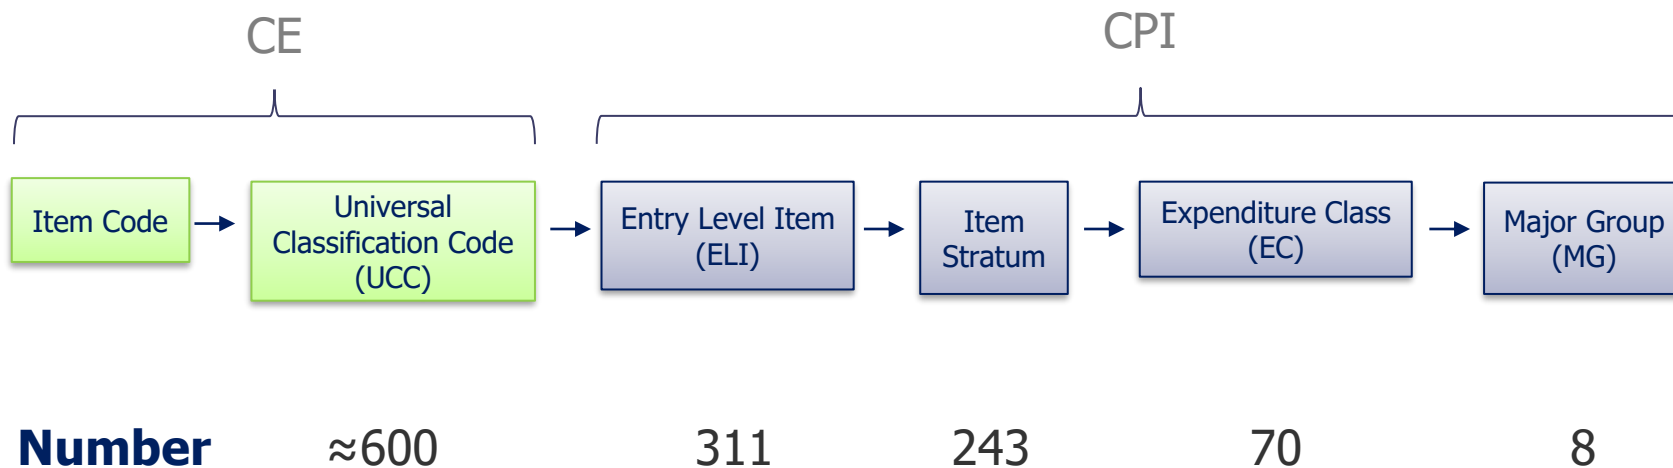 CE
CPI
Item Code
Universal
Classification Code
(UCC)
Entry Level Item
(ELI)
Item
Stratum
Expenditure Class
(EC)
Major Group
(MG)
Number ≈600 311 243 70 8